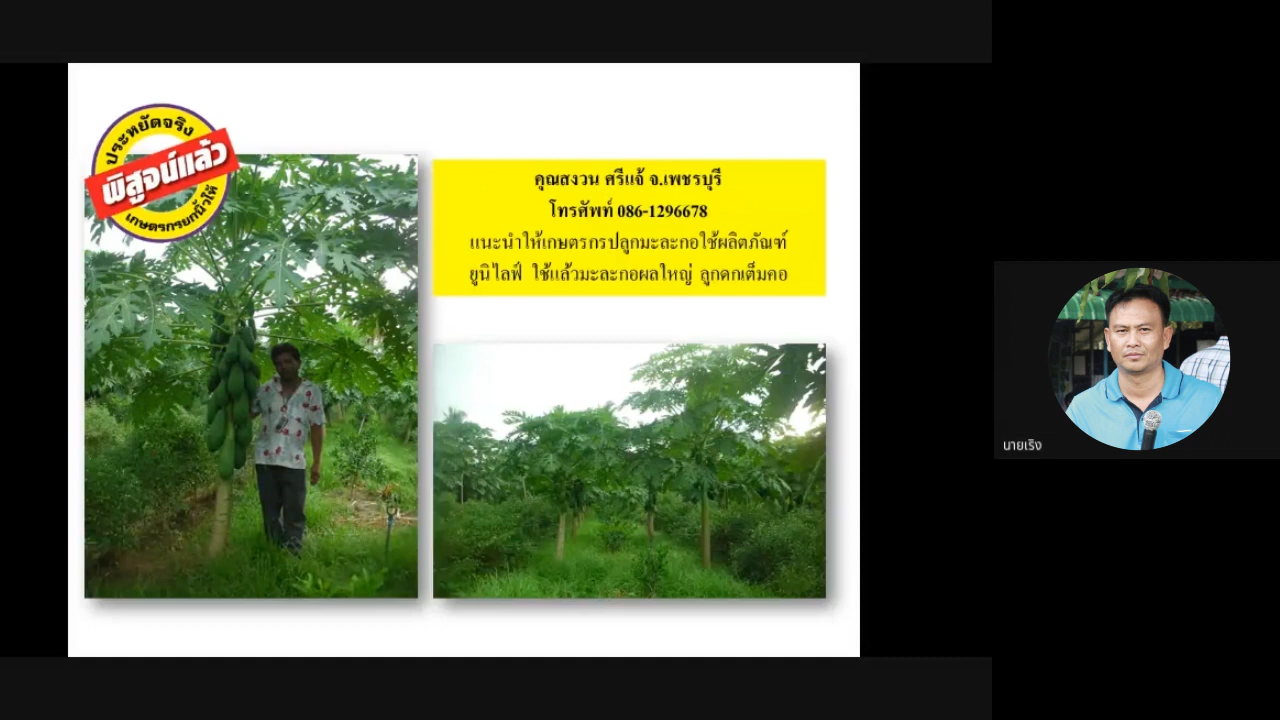 ประหยัดจริง
พิสูจน์แล้ว
เกษตรกรยกนิ้วให้
คุณสงวน ศรีแจ้ จ.เพชรบุรี
โทรศัพท์ 086-1296678
แนะนำให้เกษตรกรปลูกมะละกอใช้ผลิตภัณฑ์
ยูนิไลฟ์ ใช้แล้วมะละกอผลใหญ่ ลูกดกเต็มคอ
นายเริง